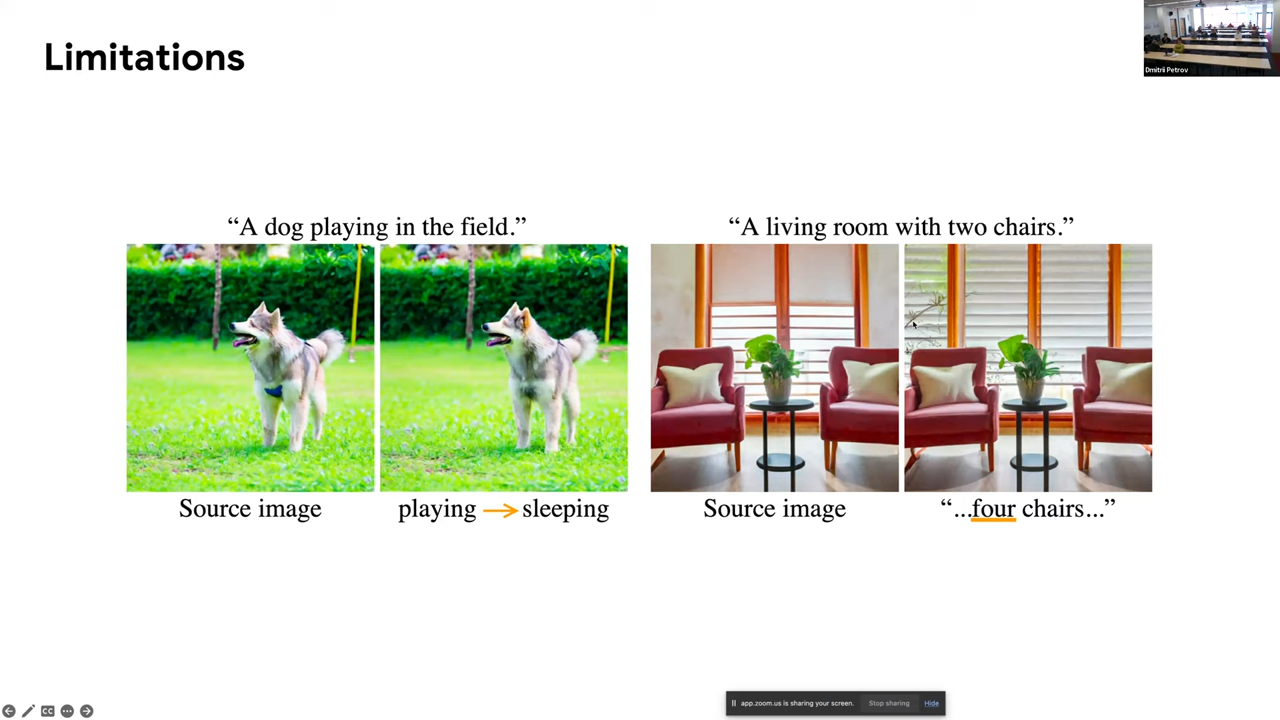 Limitations
Dmitrii Petrov
“A dog playing in the field.”
“A living room with two chairs.”
Source image
playing → sleeping
Source image
“...four chairs...”
CC
app.zoom.us is sharing your screen.
Stop sharing
Hide